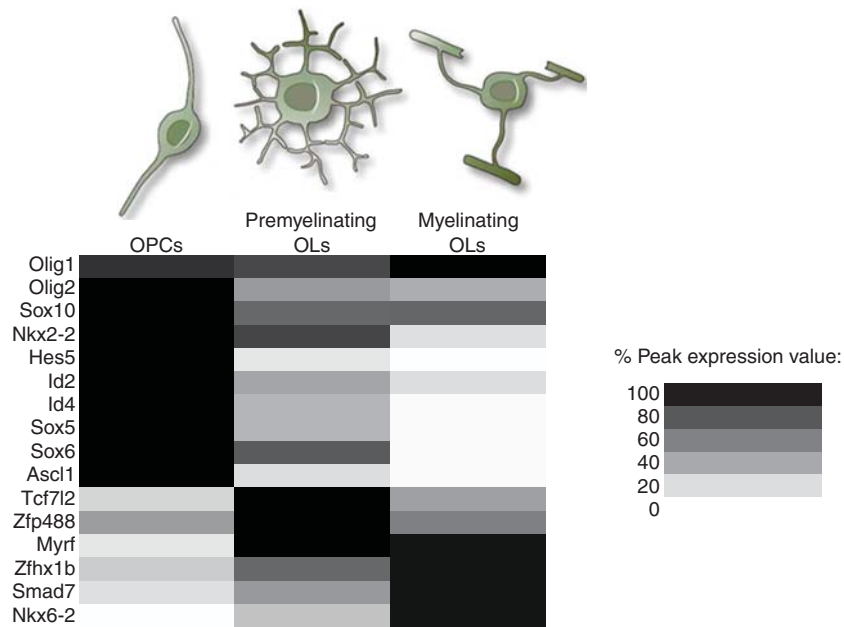 Premyelinating Myelinating
OPCs OLs OLs
Olig1
Olig2
Sox10
Nkx2-2
Hes5
Id2
Id4
Sox5
Sox6
Ascl1
Tcf7l2
Zfp488
Myrf
Zfhx1b
Smad7
Nkx6-2
% Peak expression value:
100
80
60
40
20
0